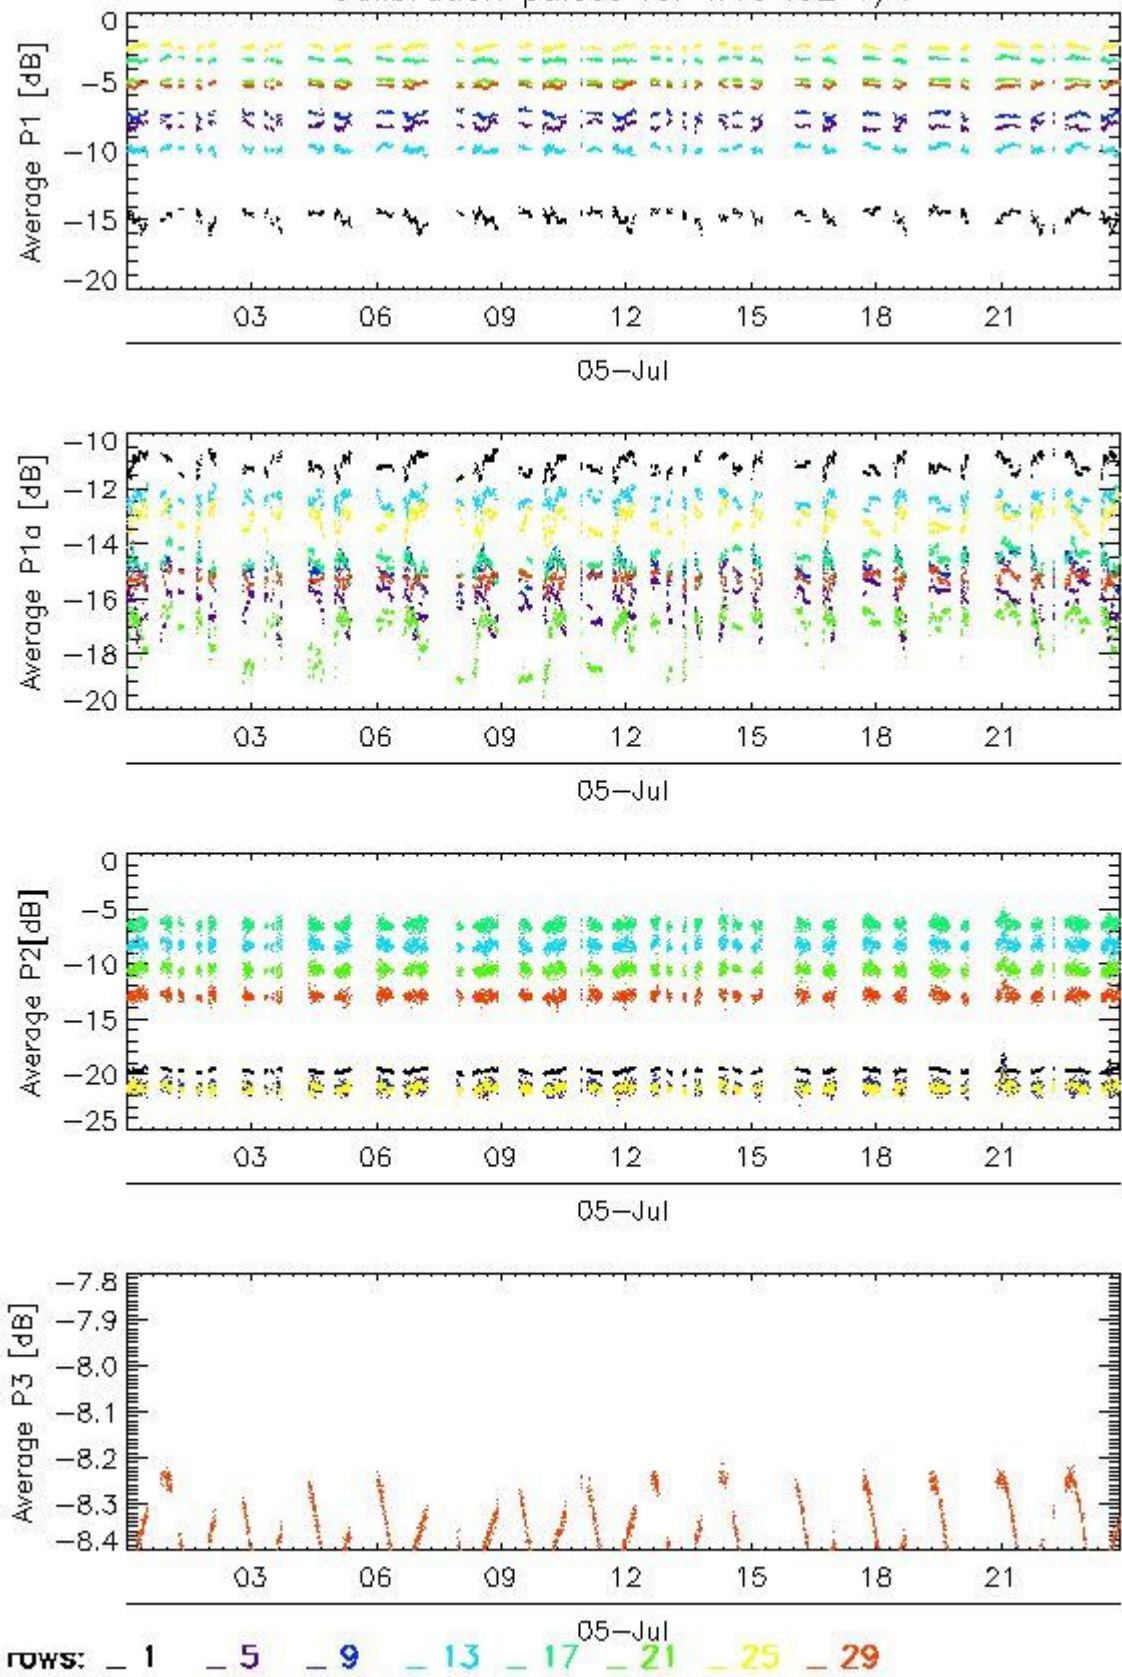 0
−5
−10
−15
−20
Average P1 [dB]
03 06 09 12 15 18 21
05−Jul
−10
−12
−14
−16
−18
−20
Average P1a [dB]
03 06 09 12 15 18 21
05−Jul
0
−5
−10
−15
−20
−25
Average P2[dB]
03 06 09 12 15 18 21
05−Jul
−7.8
−7.9
−8.0
−8.1
−8.2
−8.3
−8.4
Average P3 [dB]
03 06 09 12 15 18 21
05−Jul
rows: _ 1 _ 5 _ 9 _ 13 _ 17 _ 21 _ 25 _ 29